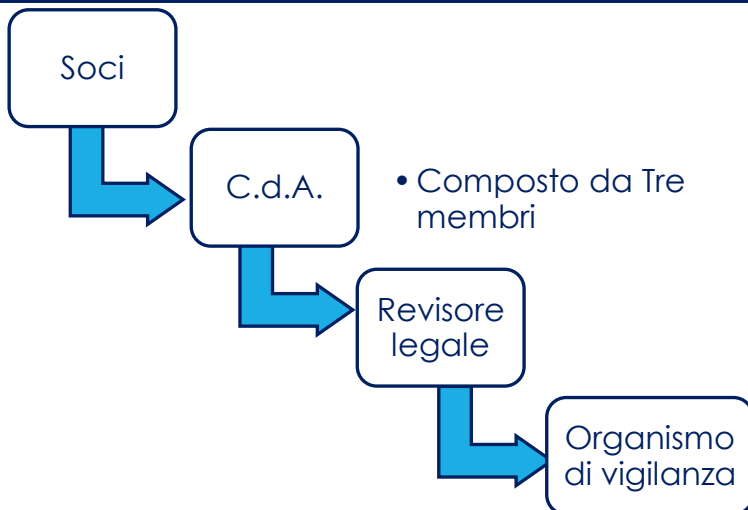 Soci
C.d.A.
• Composto da Tre
membri
Revisore
legale
Organismo
di vigilanza